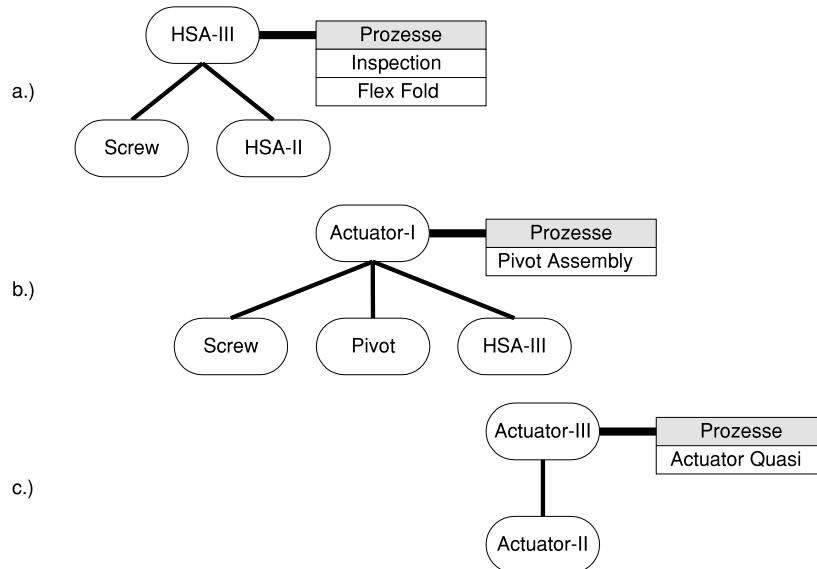 HSA-III
Prozesse
Inspection
Flex Fold
a.)
Screw
HSA-II
Actuator-I
Prozesse
Pivot Assembly
b.)
Screw
Pivot
HSA-III
Actuator-III
Prozesse
Actuator Quasi
c.)
Actuator-II